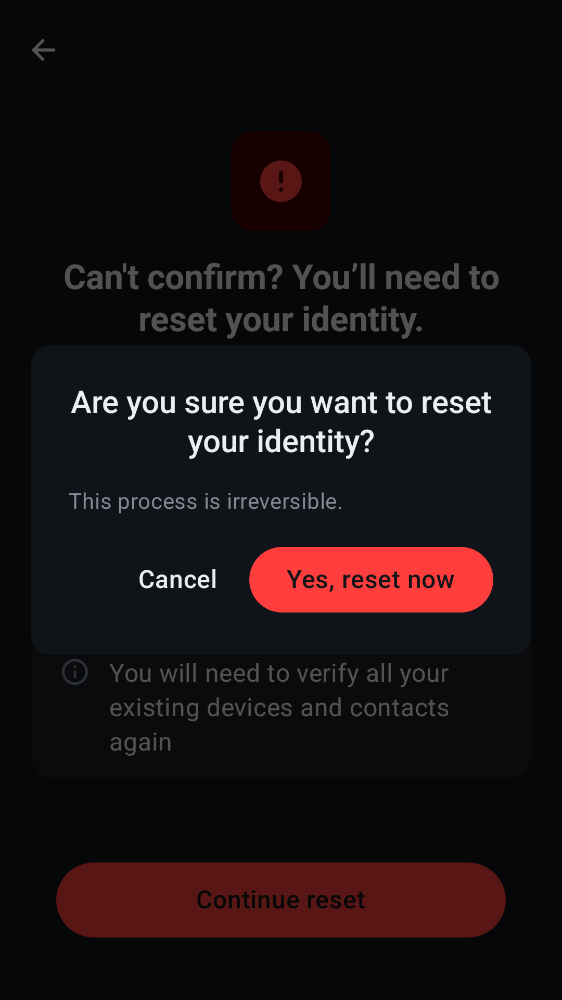 Can't confirm? You’ll need to
reset your identity.
Are you sure you want to reset
your identity?
This process is irreversible.
Cancel
Yes, reset now
You will need to verify all your
existing devices and contacts
again
Continue reset